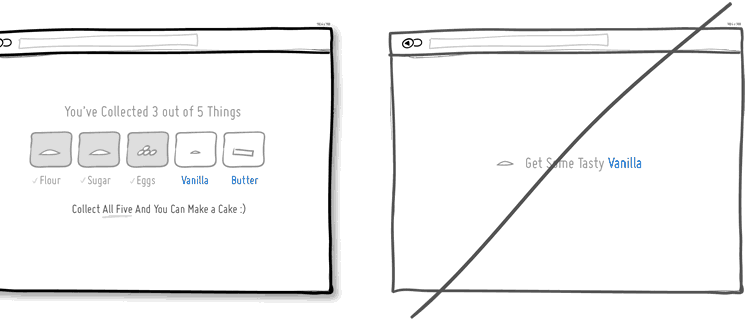 You've Collected 3 out of 5 Things
✓Flour ✓Sugar ✓Eggs Vanilla Butter
Collect All Five And You Can Make a Cake :)
Get Some Tasty Vanilla